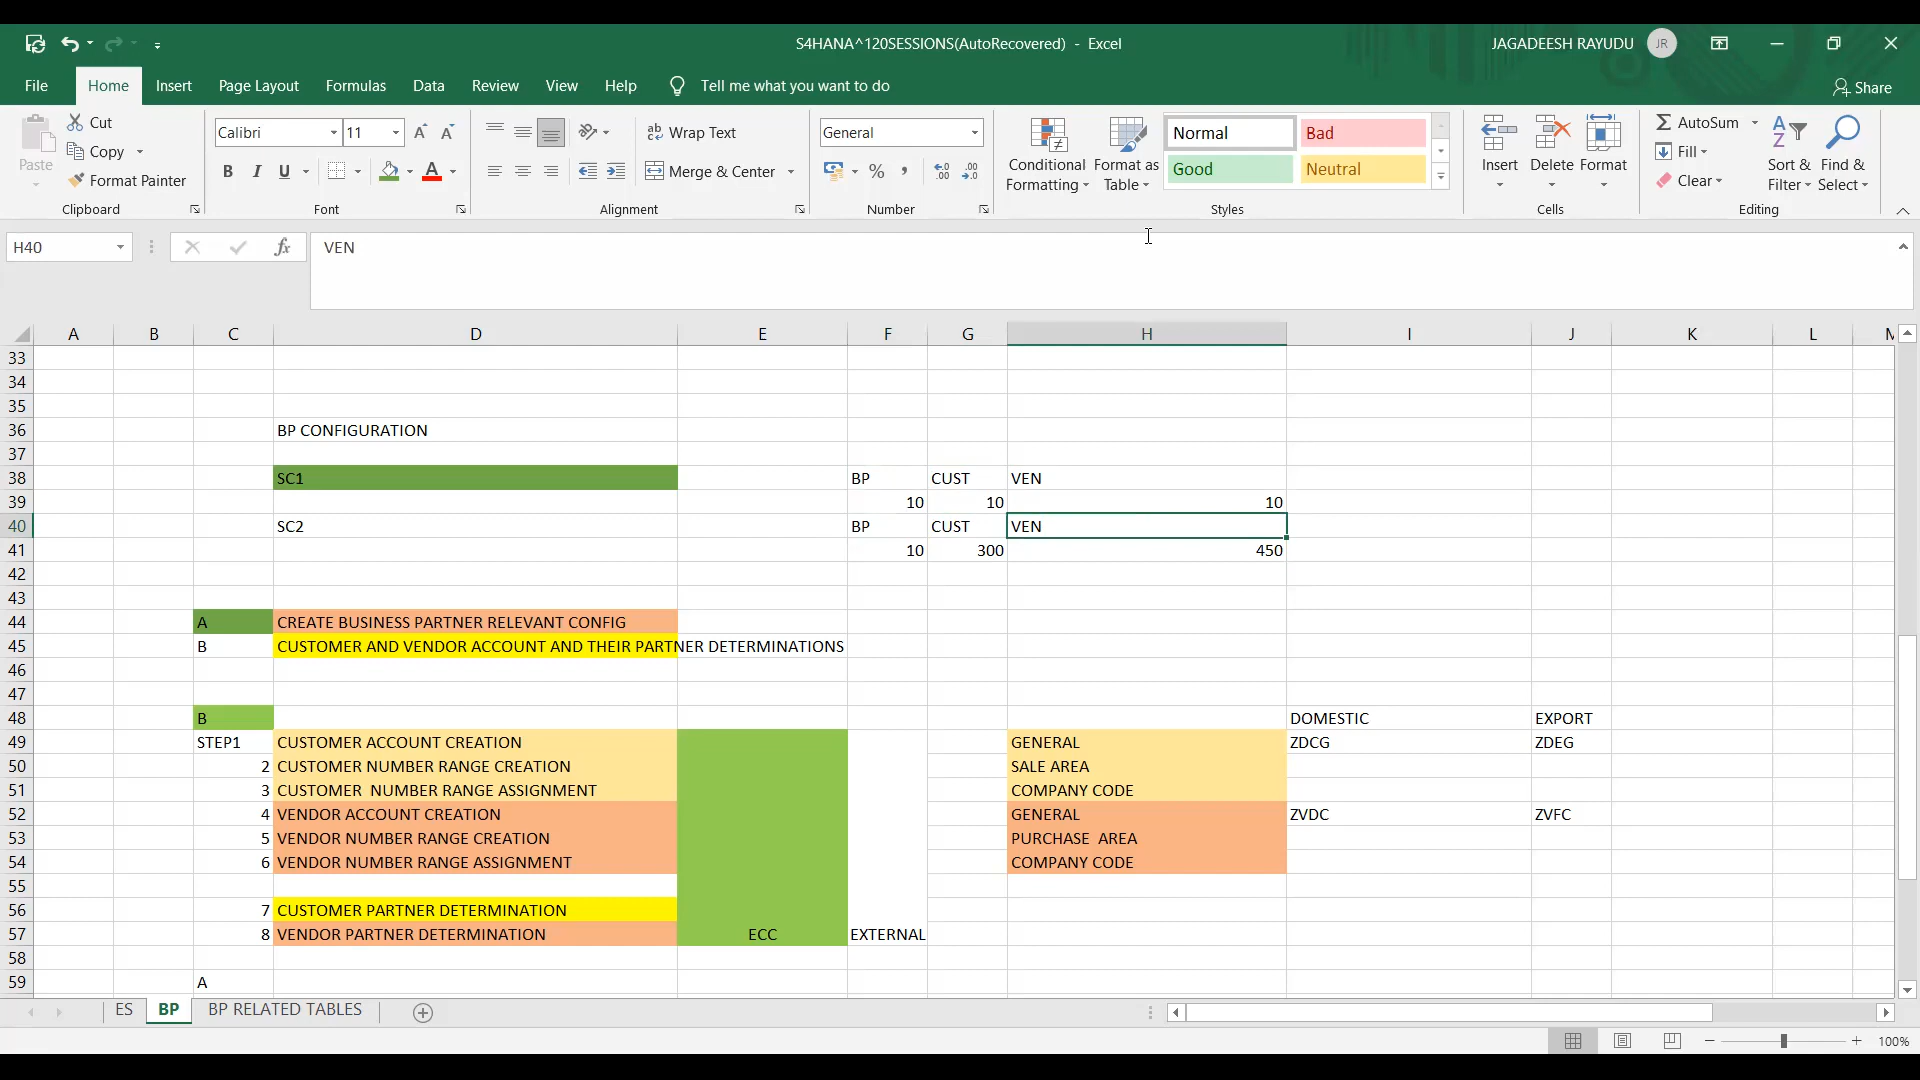 S4HANA^120SESSIONS(AutoRecovered) - Excel JAGADEESH RAYUDU JR
File Home Insert Page Layout Formulas Data Review View Help Tell me what you want to do Share
Paste Cut Copy Format Painter Clipboard
Calibri 11 A A B I U A Font
ab Wrap Text Merge & Center Alignment
General % , Number
Conditional Formatting Format as Table Normal Bad Good Neutral Styles
Insert Delete Format Cells
AutoSum Fill Clear Sort & Filter Find & Select Editing
H40 fx VEN
A B C D E F G H I J K L M
33
34
35
36 BP CONFIGURATION
37
38 SC1 BP CUST VEN
39 10 10 10
40 SC2 BP CUST VEN
41 10 300 450
42
43
44 A CREATE BUSINESS PARTNER RELEVANT CONFIG
45 B CUSTOMER AND VENDOR ACCOUNT AND THEIR PARTNER DETERMINATIONS
46
47
48 B DOMESTIC EXPORT
49 STEP1 CUSTOMER ACCOUNT CREATION GENERAL ZDCG ZDEG
50 2 CUSTOMER NUMBER RANGE CREATION SALE AREA
51 3 CUSTOMER NUMBER RANGE ASSIGNMENT COMPANY CODE
52 4 VENDOR ACCOUNT CREATION GENERAL ZVDC ZVFC
53 5 VENDOR NUMBER RANGE CREATION PURCHASE AREA
54 6 VENDOR NUMBER RANGE ASSIGNMENT COMPANY CODE
55
56 7 CUSTOMER PARTNER DETERMINATION
57 8 VENDOR PARTNER DETERMINATION ECC EXTERNAL
58
59 A
ES BP BP RELATED TABLES
100%